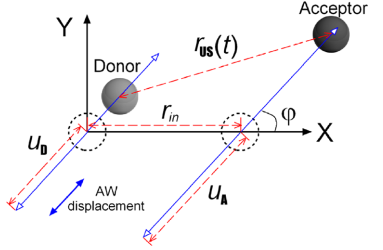 Acceptor
Y
r_US(t)
Donor
r_in
φ
X
u_D
u_A
AW
displacement